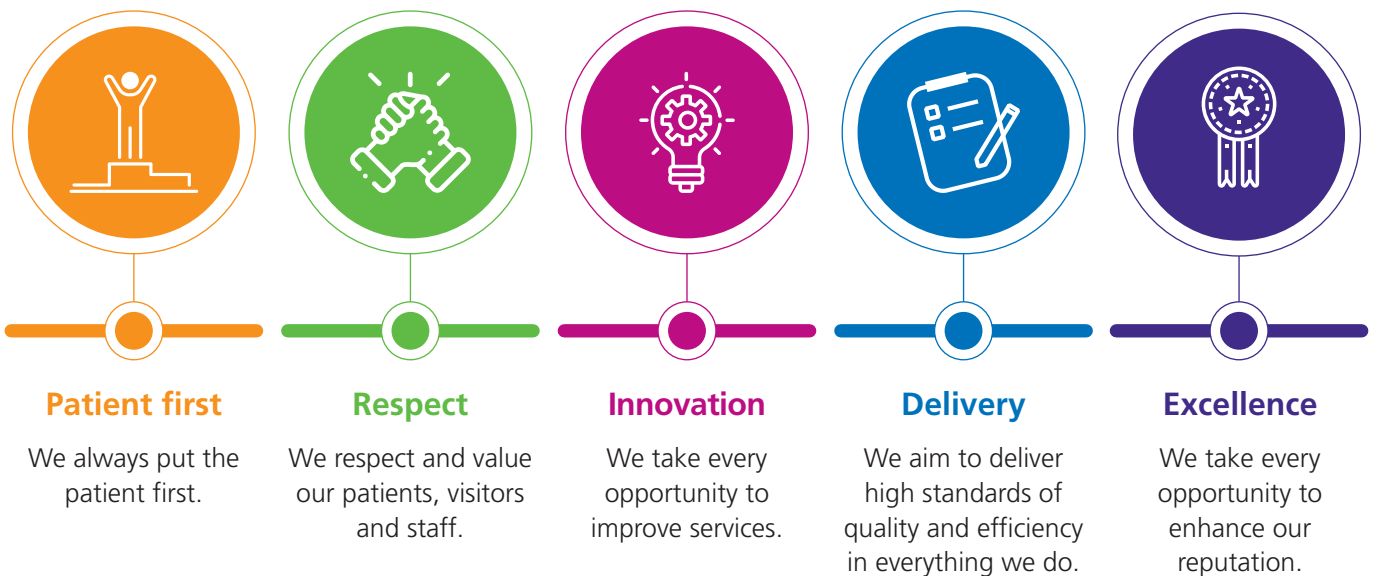 Patient first
We always put the
patient first.
Respect
We respect and value
our patients, visitors
and staff.
Innovation
We take every
opportunity to
improve services.
Delivery
We aim to deliver
high standards of
quality and efficiency
in everything we do.
Excellence
We take every
opportunity to
enhance our
reputation.